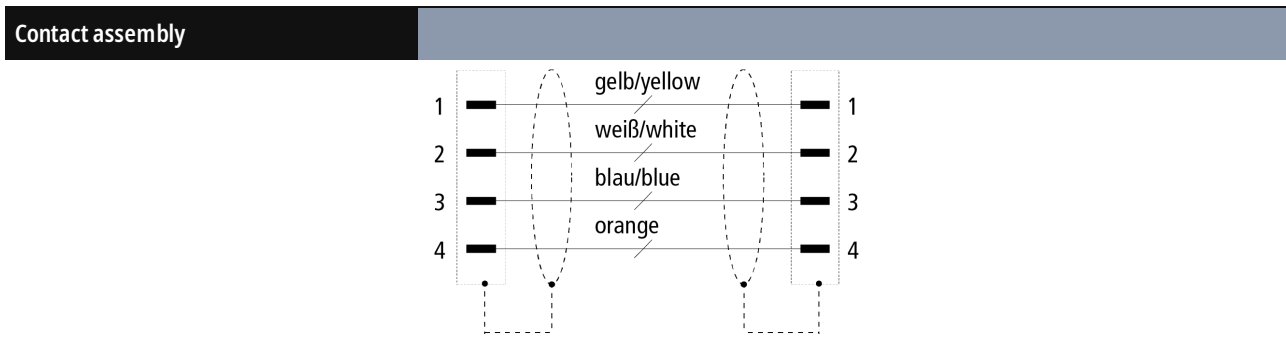 Contact assembly
gelb/yellow
1 1
weiß/white
2 2
blau/blue
3 3
orange
4 4